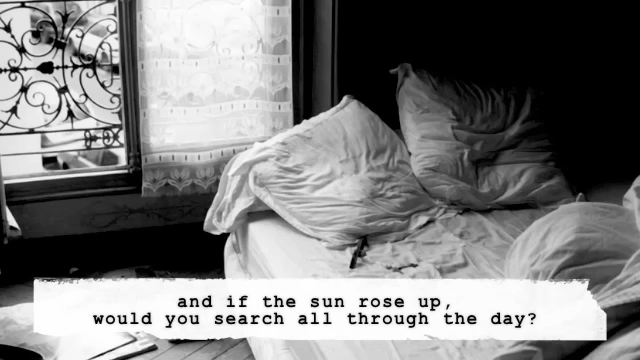 and if the sun rose up,
would you search all through the day?